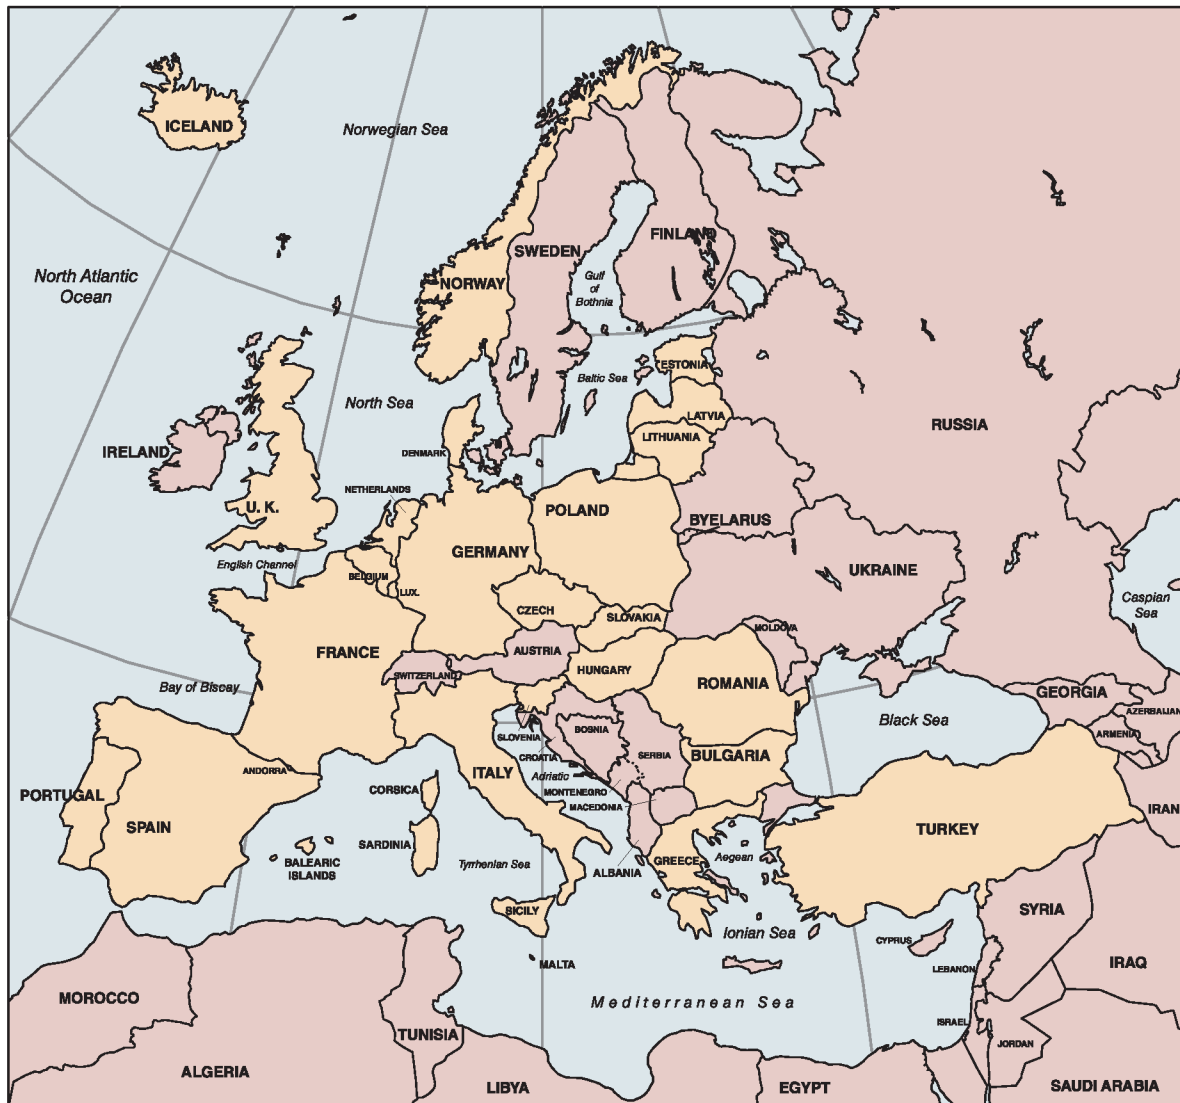 ICELAND
Norwegian Sea
North Atlantic
Ocean
SWEDEN
FINLAND
NORWAY
Gulf
of
Bothnia
ESTONIA
Baltic Sea
North Sea
LATVIA
RUSSIA
LITHUANIA
IRELAND
DENMARK
NETHERLANDS
U. K.
POLAND
BYELARUS
GERMANY
English Channel
BELGIUM
UKRAINE
LUX.
CZECH
SLOVAKIA
Caspian
Sea
MOLDOVA
FRANCE
AUSTRIA
HUNGARY
SWITZERLAND
ROMANIA
Bay of Biscay
GEORGIA
AZERBAIJAN
Black Sea
ARMENIA
SLOVENIA
BOSNIA
CROATIA
SERBIA
BULGARIA
ANDORRA
ITALY
Adriatic
CORSICA
MONTENEGRO
MACEDONIA
PORTUGAL
SPAIN
IRAN
TURKEY
SARDINIA
BALEARIC
ISLANDS
Tyrrhenian Sea
GREECE
Aegean
ALBANIA
SICILY
SYRIA
Ionian Sea
CYPRUS
MALTA
LEBANON
IRAQ
MOROCCO
Mediterranean Sea
ISRAEL
TUNISIA
JORDAN
ALGERIA
LIBYA
EGYPT
SAUDI ARABIA